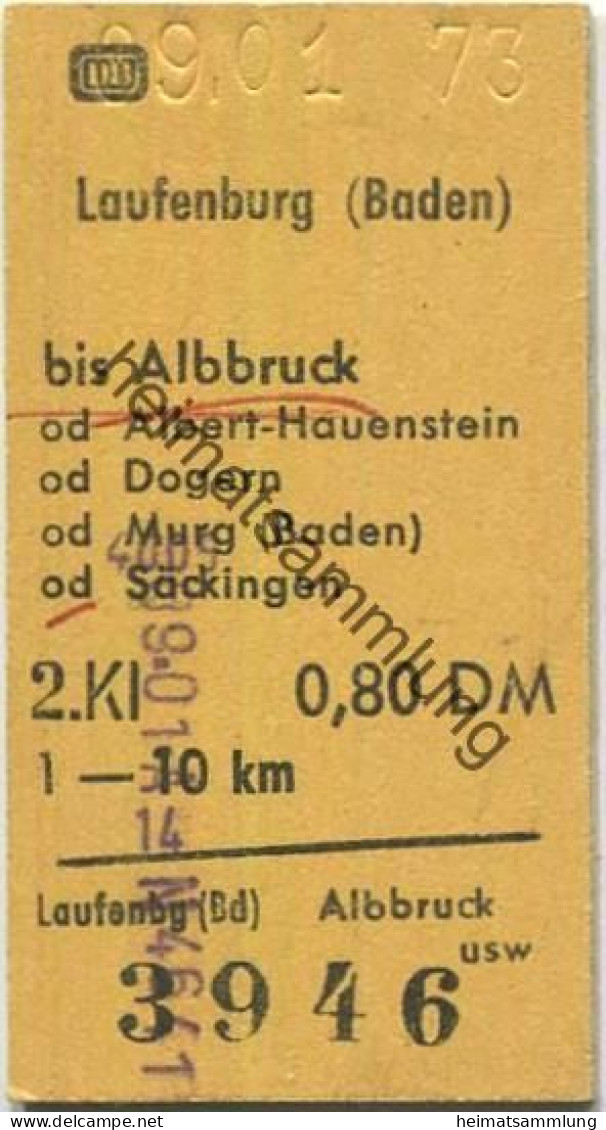 DB 09.01 73
Laufenburg (Baden)
bis Albbruck
od Albert-Hauenstein
od Dogern
od Murg (Baden)
od Säckingen
2.Kl 0,80 DM
1 — 10 km
Laufenbg (Bd) Albbruck
usw
3946
heimatsammlung
www.delcampe.net
heimatsammlung